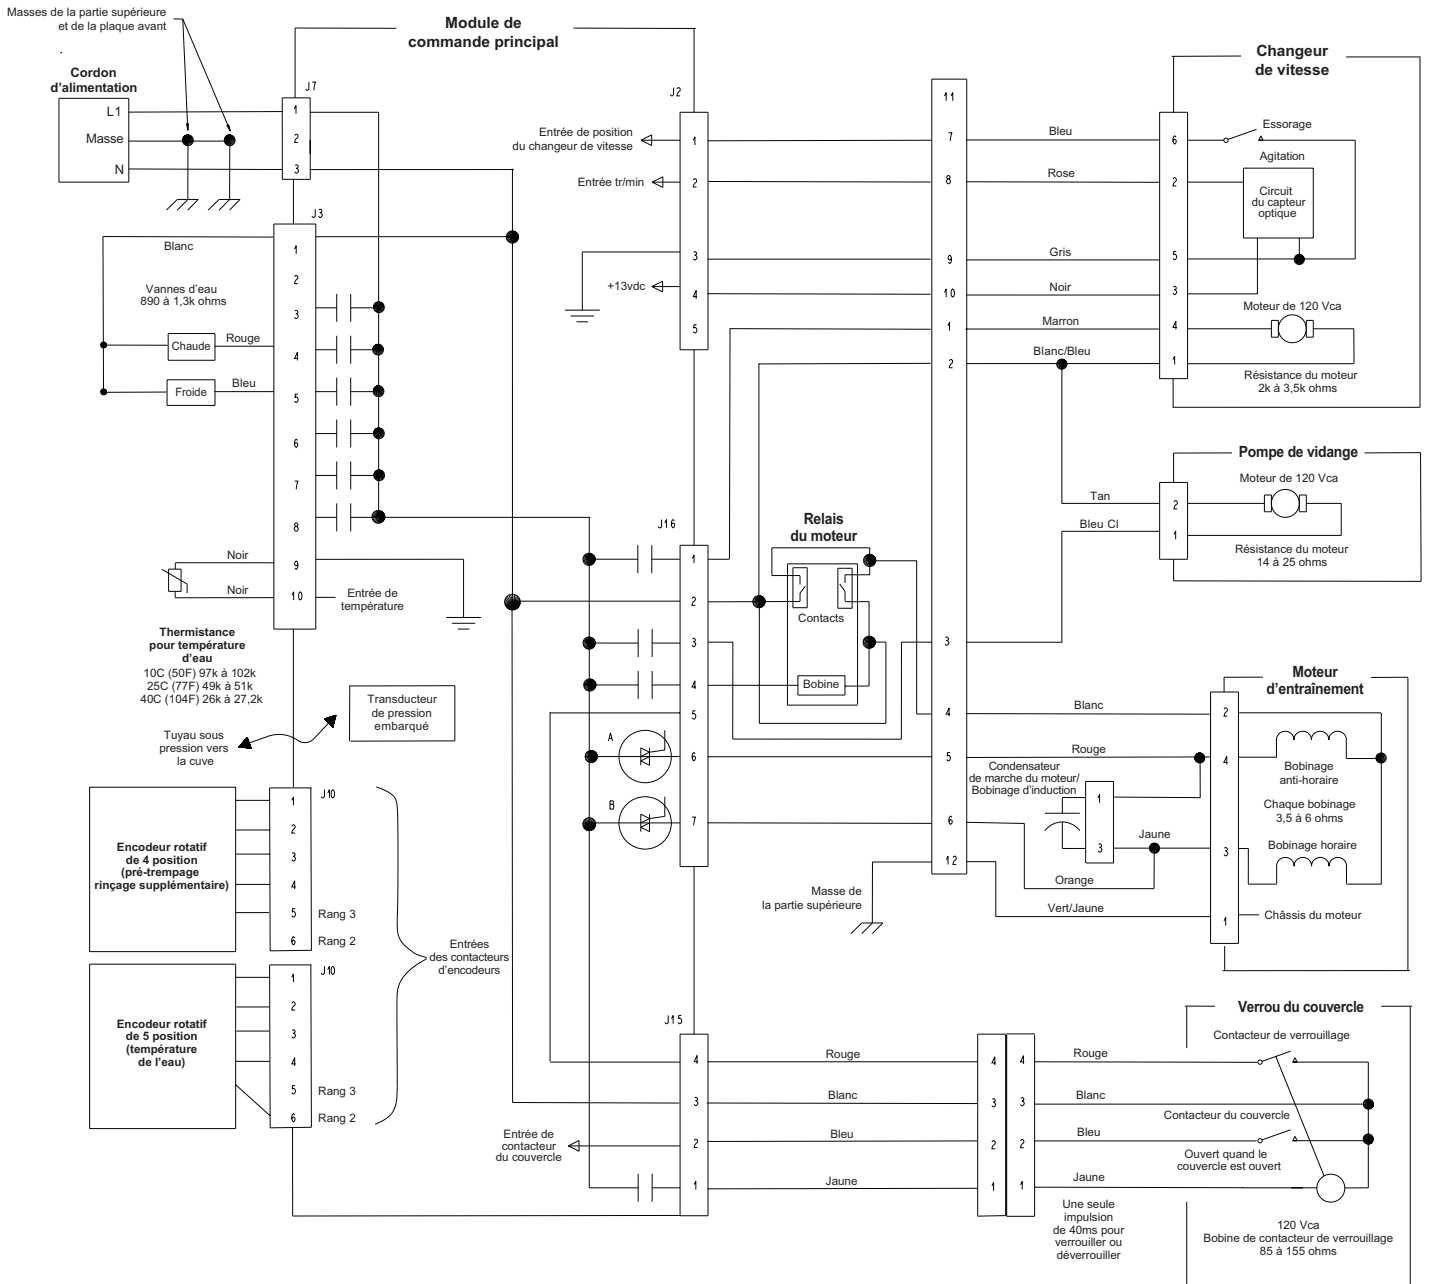 Masses de la partie supérieure
et de la plaque avant
Module de
commande principal
Cordon
d'alimentation
L1
Masse
N
J7
1
2
3
J3
1
2
3
4
5
6
7
8
9
10
Blanc
Vannes d'eau
890 à 1,3k ohms
Chaude
Rouge
Froide
Bleu
Noir
Noir
Entrée de
température
Thermistance
pour température
d'eau
10C (50F) 97k à 102k
25C (77F) 49k à 51k
40C (104F) 26k à 27,2k
Transducteur
de pression
embarqué
Tuyau sous
pression vers
la cuve
Encodeur rotatif
de 4 position
(pré-trempage
rinçage supplémentaire)
J10
1
2
3
4
5
6
Rang 3
Rang 2
Encodeur rotatif
de 5 position
(température
de l'eau)
J10
1
2
3
4
5
6
Rang 3
Rang 2
Entrées
des contacteurs
d'encodeurs
J2
1
2
3
4
5
Entrée de position
du changeur de vitesse
Entrée tr/min
+13vdc
J16
1
2
3
4
5
6
7
A
B
Relais
du moteur
Contacts
Bobine
11
7
8
9
10
1
2
3
4
5
6
12
Bleu
Rose
Gris
Noir
Marron
Blanc/Bleu
Changeur
de vitesse
6
2
5
3
4
1
Essorage
Agitation
Circuit
du capteur
optique
Moteur de 120 Vca
Résistance du moteur
2k à 3,5k ohms
Pompe de vidange
Tan
Bleu Cl
2
1
Moteur de 120 Vca
Résistance du moteur
14 à 25 ohms
Moteur
d'entraînement
Blanc
Rouge
2
4
3
1
Condensateur
de marche du moteur/
Bobinage d'induction
1
3
Jaune
Orange
Vert/Jaune
Bobinage
anti-horaire
Chaque bobinage
3,5 à 6 ohms
Bobinage horaire
Châssis du moteur
Masse de
la partie supérieure
J15
4
3
2
1
Entrée de
contacteur
du couvercle
Rouge
Blanc
Bleu
Jaune
4
3
2
1
4
3
2
1
Rouge
Blanc
Bleu
Jaune
Verrou du couvercle
Contacteur de verrouillage
Contacteur du couvercle
Ouvert quand le
couvercle est ouvert
Une seule
impulsion
de 40ms pour
verrouiller ou
déverrouiller
120 Vca
Bobine de contacteur de verrouillage
85 à 155 ohms